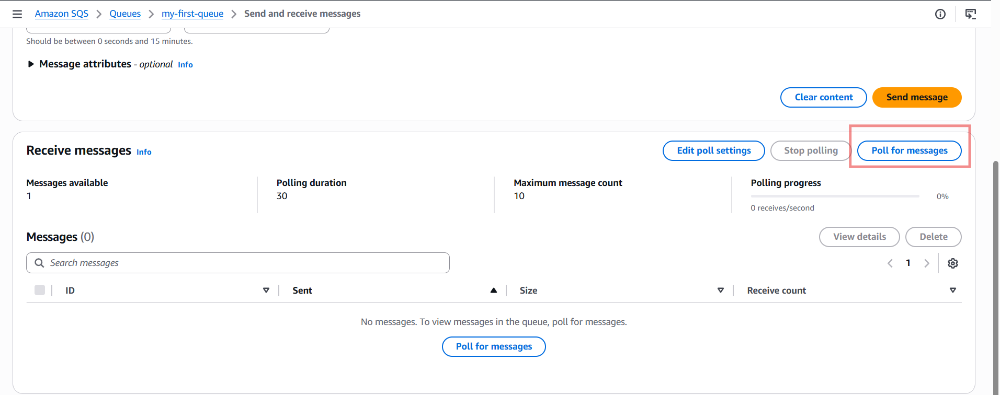 Amazon SQS > Queues > my-first-queue > Send and receive messages
Should be between 0 seconds and 15 minutes.
Message attributes - optional Info
Clear content Send message
Receive messages Info Edit poll settings Stop polling Poll for messages
Messages available Polling duration Maximum message count Polling progress
1 30 10 0%
0 receives/second
Messages (0) View details Delete
Search messages 1
ID Sent Size Receive count
No messages. To view messages in the queue, poll for messages.
Poll for messages